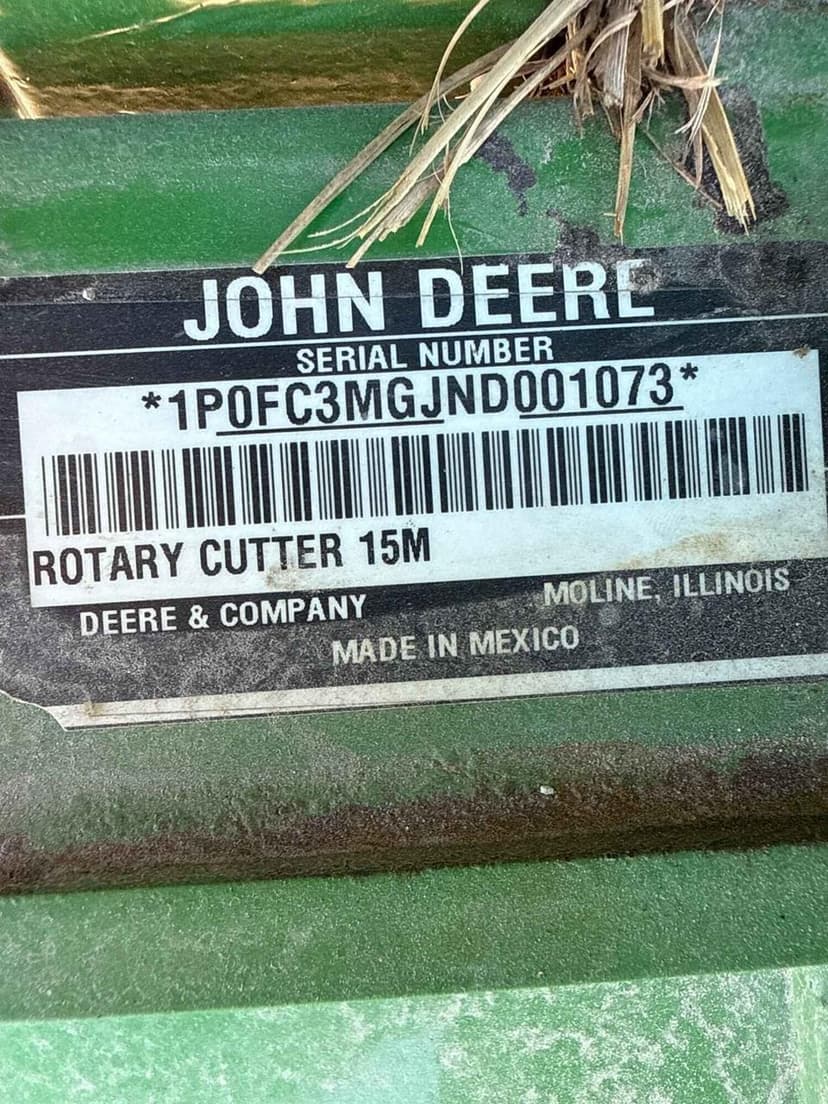 JOHN DEERE
SERIAL NUMBER
*1P0FC3MGJND001073*
ROTARY CUTTER 15M
DEERE & COMPANY MOLINE, ILLINOIS
MADE IN MEXICO